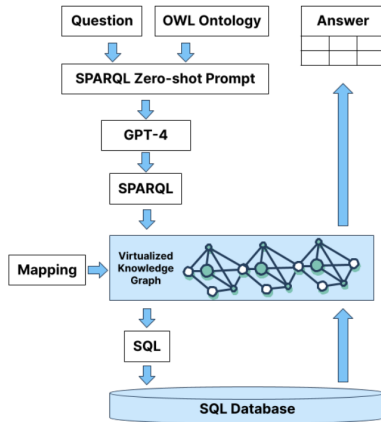 Question
OWL Ontology
Answer
SPARQL Zero-shot Prompt
GPT-4
SPARQL
Mapping
Virtualized
Knowledge
Graph
SQL
SQL Database